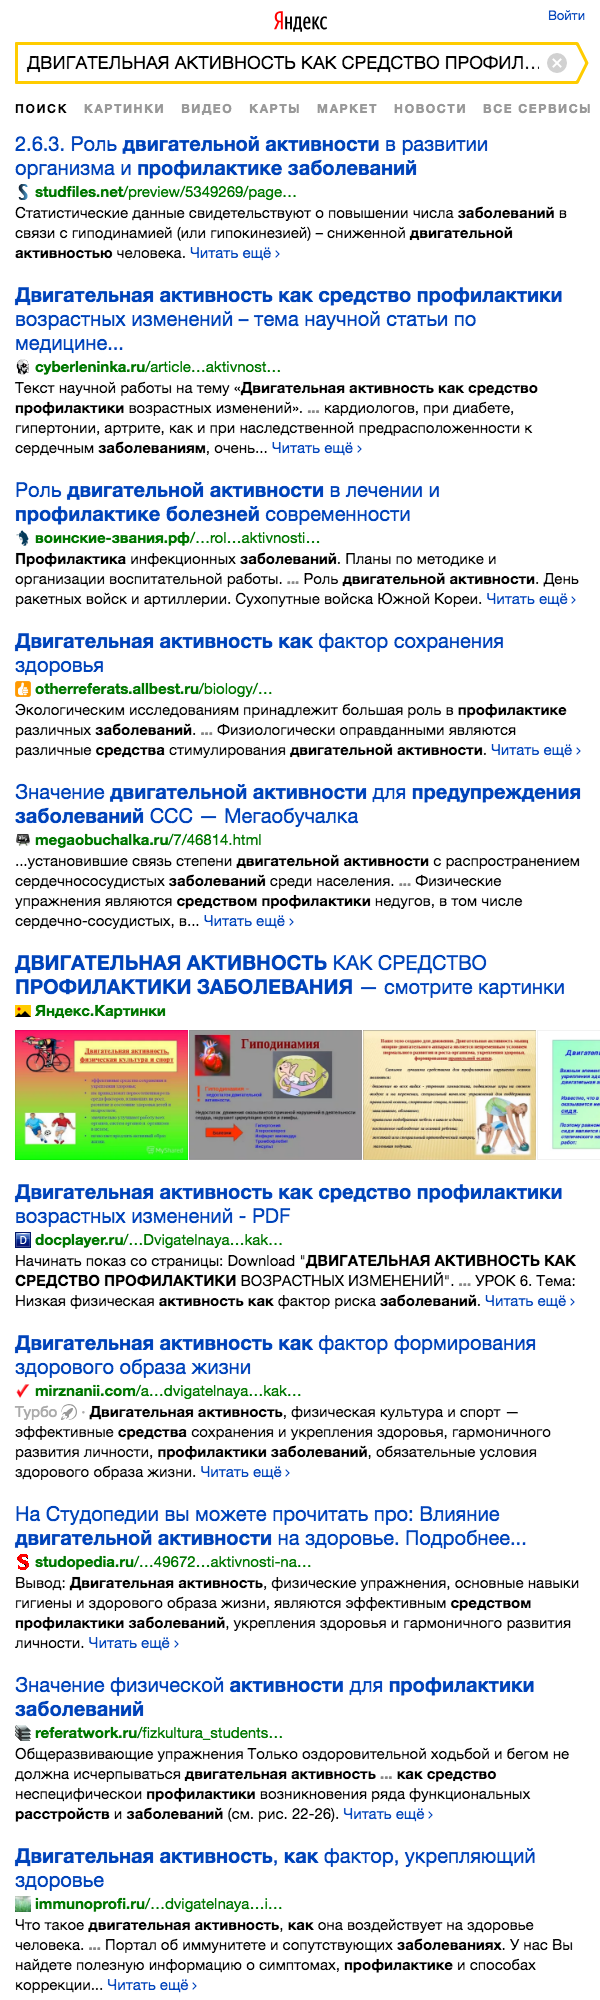 Яндекс
Войти
ДВИГАТЕЛЬНАЯ АКТИВНОСТЬ КАК СРЕДСТВО ПРОФИЛ...
ПОИСК КАРТИНКИ ВИДЕО КАРТЫ МАРКЕТ НОВОСТИ ВСЕ СЕРВИСЫ
2.6.3. Роль двигательной активности в развитии
организма и профилактике заболеваний
studfiles.net/preview/5349269/page...
Статистические данные свидетельствуют о повышении числа заболеваний в
связи с гиподинамией (или гипокинезией) – сниженной двигательной
активностью человека. Читать ещё ›
Двигательная активность как средство профилактики
возрастных изменений – тема научной статьи по
медицине...
cyberleninka.ru/article...aktivnost...
Текст научной работы на тему «Двигательная активность как средство
профилактики возрастных изменений». ... кардиологов, при диабете,
гипертонии, артрите, как и при наследственной предрасположенности к
сердечным заболеваниям, очень... Читать ещё ›
Роль двигательной активности в лечении и
профилактике болезней современности
воинские-звания.рф/...rol...aktivnosti...
Профилактика инфекционных заболеваний. Планы по методике и
организации воспитательной работы. ... Роль двигательной активности. День
ракетных войск и артиллерии. Сухопутные войска Южной Кореи. Читать ещё ›
Двигательная активность как фактор сохранения
здоровья
otherreferats.allbest.ru/biology/...
Экологическим исследованиям принадлежит большая роль в профилактике
различных заболеваний. ... Физиологически оправданными являются
различные средства стимулирования двигательной активности. Читать ещё ›
Значение двигательной активности для предупреждения
заболеваний ССС — Мегаобучалка
megaobuchalka.ru/7/46814.html
...установившие связь степени двигательной активности с распространением
сердечнососудистых заболеваний среди населения. ... Физические
упражнения являются средством профилактики недугов, в том числе
сердечно-сосудистых, в... Читать ещё ›
ДВИГАТЕЛЬНАЯ АКТИВНОСТЬ КАК СРЕДСТВО
ПРОФИЛАКТИКИ ЗАБОЛЕВАНИЯ — смотрите картинки
Яндекс.Картинки
Двигательная активность,
физическая культура и спорт
Гиподинамия
Двигательная активность как средство профилактики
возрастных изменений - PDF
docplayer.ru/...Dvigatelnaya...kak...
Начинать показ со страницы: Download "ДВИГАТЕЛЬНАЯ АКТИВНОСТЬ КАК
СРЕДСТВО ПРОФИЛАКТИКИ ВОЗРАСТНЫХ ИЗМЕНЕНИЙ". ... УРОК 6. Тема:
Низкая физическая активность как фактор риска заболеваний. Читать ещё ›
Двигательная активность как фактор формирования
здорового образа жизни
mirznanii.com/a...dvigatelnaya...kak...
Турбо · Двигательная активность, физическая культура и спорт —
эффективные средства сохранения и укрепления здоровья, гармоничного
развития личности, профилактики заболеваний, обязательные условия
здорового образа жизни. Читать ещё ›
На Студопедии вы можете прочитать про: Влияние
двигательной активности на здоровье. Подробнее...
studopedia.ru/...49672...aktivnosti-na...
Вывод: Двигательная активность, физические упражнения, основные навыки
гигиены и здорового образа жизни, являются эффективным средством
профилактики заболеваний, укрепления здоровья и гармоничного развития
личности. Читать ещё ›
Значение физической активности для профилактики
заболеваний
referatwork.ru/fizkultura_students...
Общеразвивающие упражнения Только оздоровительной ходьбой и бегом не
должна исчерпываться двигательная активность ... как средство
неспецифической профилактики возникновения ряда функциональных
расстройств и заболеваний (см. рис. 22-26). Читать ещё ›
Двигательная активность, как фактор, укрепляющий
здоровье
immunoprofi.ru/...dvigatelnaya...i...
Что такое двигательная активность, как она воздействует на здоровье
человека. ... Портал об иммунитете и сопутствующих заболеваниях. У нас Вы
найдете полезную информацию о симптомах, профилактике и способах
коррекции... Читать ещё ›